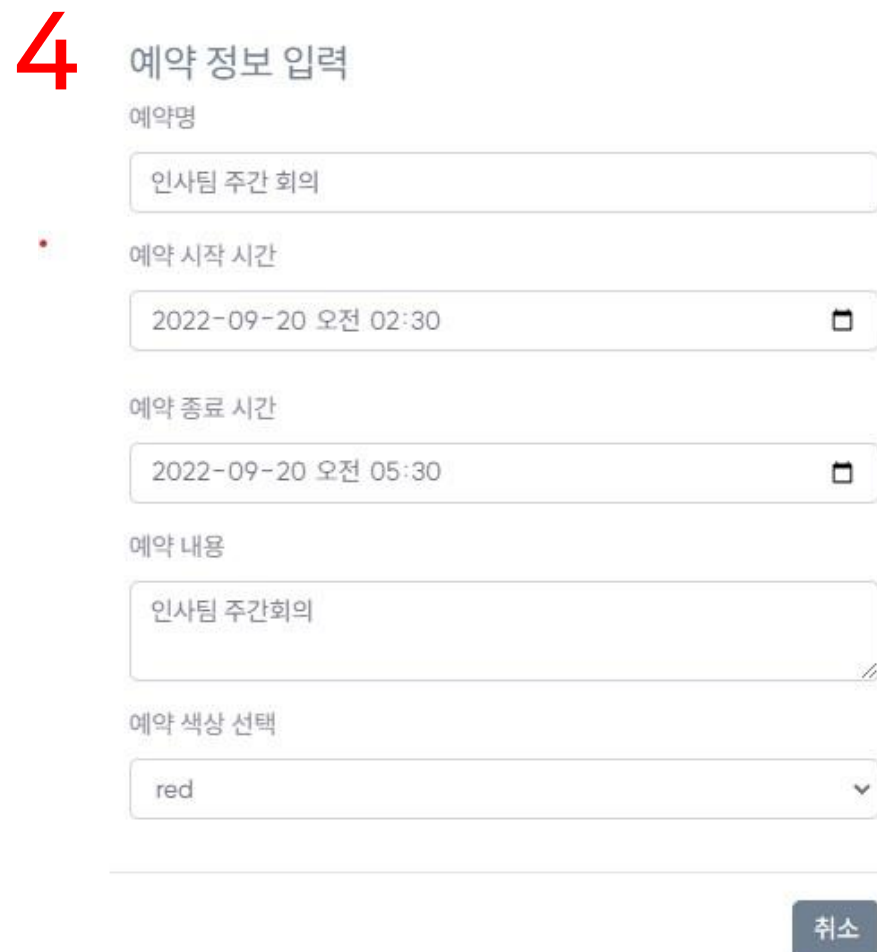 4
예약 정보 입력
예약명
인사팀 주간 회의
예약 시작 시간
2022-09-20 오전 02:30
예약 종료 시간
2022-09-20 오전 05:30
예약 내용
인사팀 주간회의
예약 색상 선택
red
취소